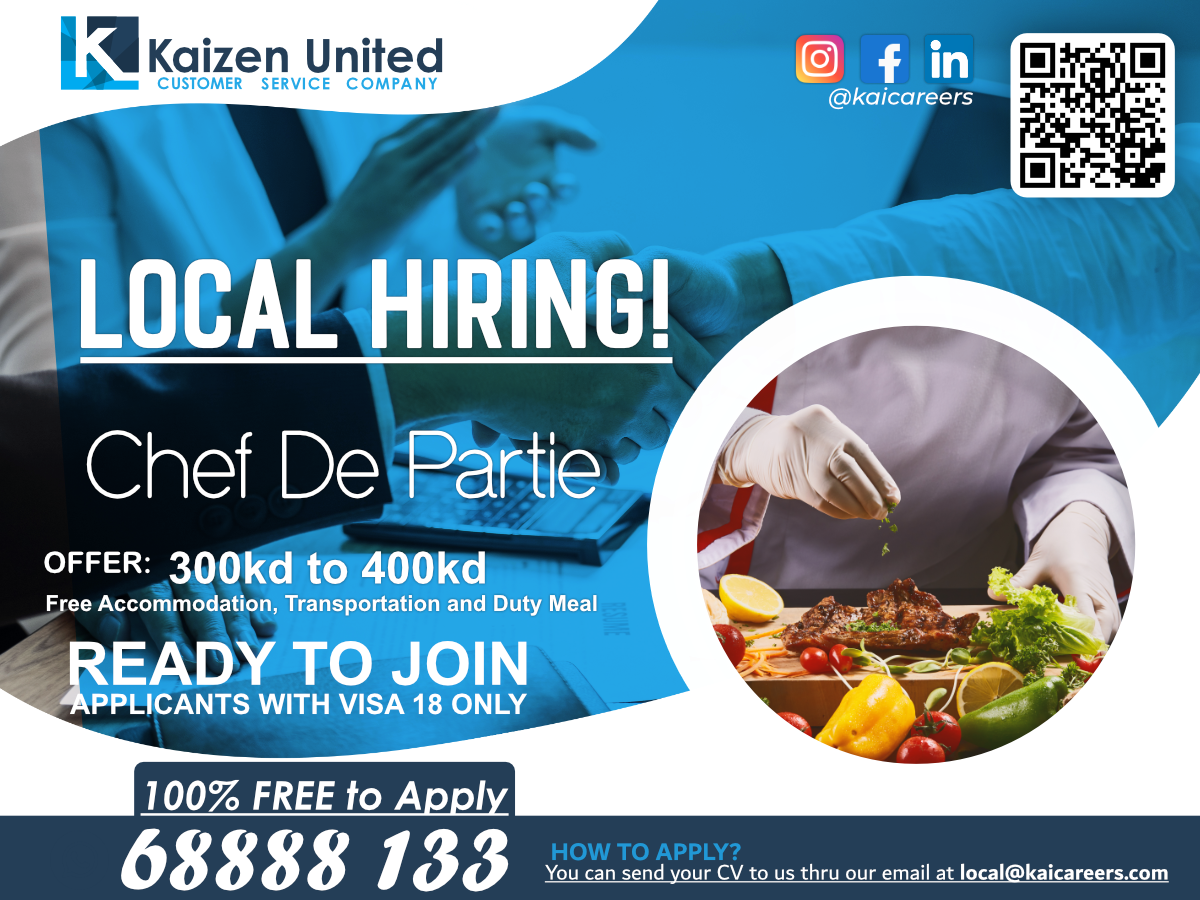 Kaizen United
CUSTOMER SERVICE COMPANY
@kaicareers
LOCAL HIRING!
Chef De Partie
OFFER: 300kd to 400kd
Free Accommodation, Transportation and Duty Meal
READY TO JOIN
APPLICANTS WITH VISA 18 ONLY
100% FREE to Apply
68888 133
HOW TO APPLY?
You can send your CV to us thru our email at local@kaicareers.com